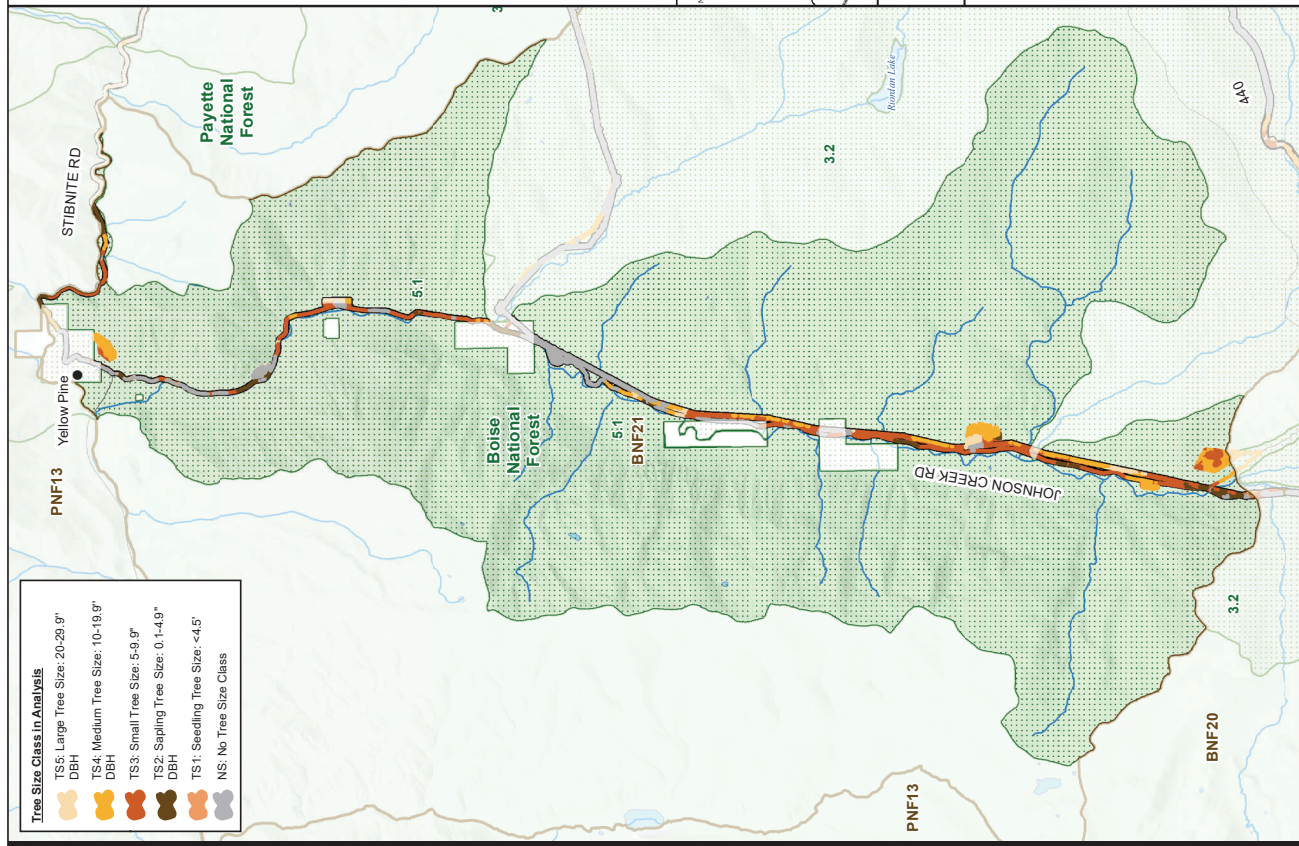 3
2
Payette
National
Forest
STIBNITE RD
Riordan Lake
440
3.2
5.1
Yellow Pine
PNF13
Boise
National
Forest
5.1
BNF21
JOHNSON CREEK RD
3.2
BNF20
PNF13
Tree Size Class in Analysis
TS5: Large Tree Size: 20-29.9"
DBH
TS4: Medium Tree Size: 10-19.9"
DBH
TS3: Small Tree Size: 5-9.9"
TS2: Sapling Tree Size: 0.1-4.9"
DBH
TS1: Seedling Tree Size: <4.5'
NS: No Tree Size Class